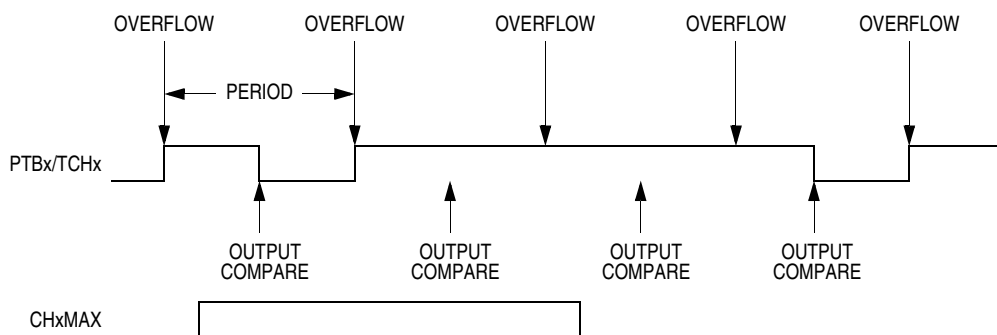 OVERFLOW OVERFLOW OVERFLOW OVERFLOW OVERFLOW
PERIOD
PTBx/TCHx
OUTPUT OUTPUT OUTPUT OUTPUT
COMPARE COMPARE COMPARE COMPARE
CHxMAX